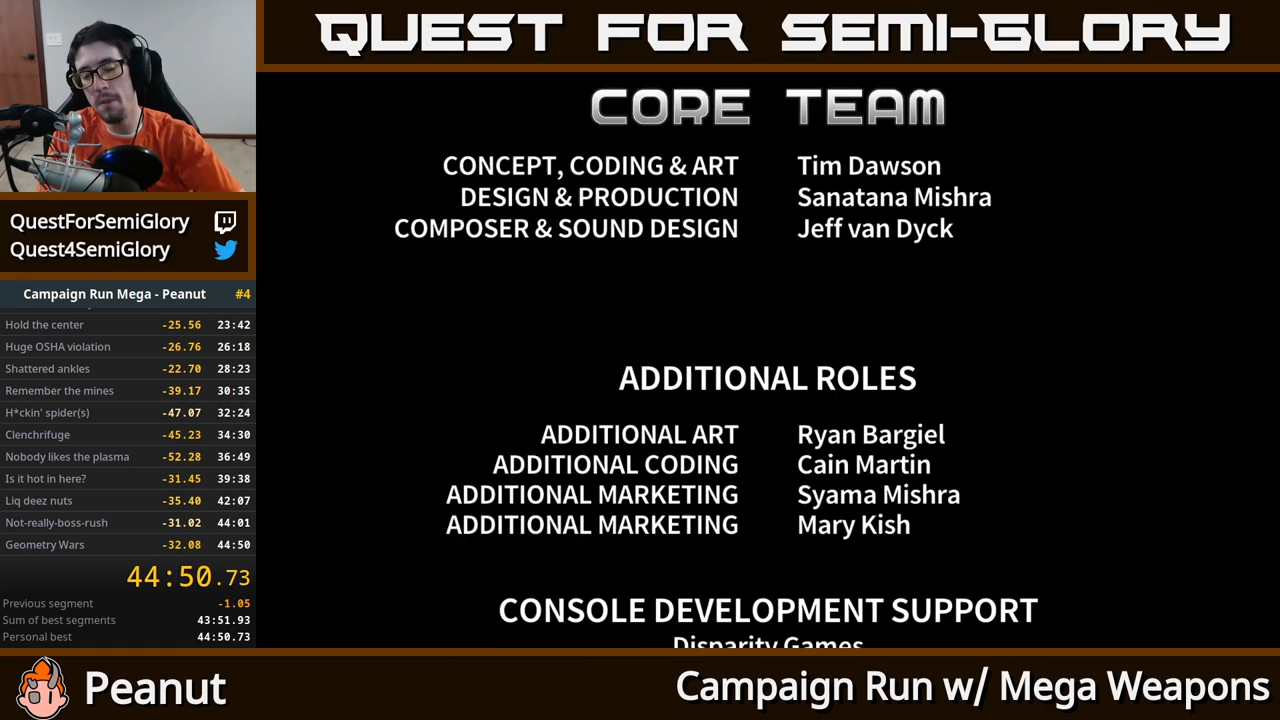 QUEST FOR SEMI-GLORY
CORE TEAM
CONCEPT, CODING & ART Tim Dawson
DESIGN & PRODUCTION Sanatana Mishra
COMPOSER & SOUND DESIGN Jeff van Dyck
ADDITIONAL ROLES
ADDITIONAL ART Ryan Bargiel
ADDITIONAL CODING Cain Martin
ADDITIONAL MARKETING Syama Mishra
ADDITIONAL MARKETING Mary Kish
CONSOLE DEVELOPMENT SUPPORT
Disparity Games
QuestForSemiGlory
Quest4SemiGlory
Campaign Run Mega - Peanut #4
Hold the center -25.56 23:42
Huge OSHA violation -26.76 26:18
Shattered ankles -22.70 28:23
Remember the mines -39.17 30:35
H*ckin' spider(s) -47.07 32:24
Clenchrifuge -45.23 34:30
Nobody likes the plasma -52.28 36:49
Is it hot in here? -31.45 39:38
Liq deez nuts -35.40 42:07
Not-really-boss-rush -31.02 44:01
Geometry Wars -32.08 44:50
44:50.73
Previous segment -1.05
Sum of best segments 43:51.93
Personal best 44:50.73
Peanut
Campaign Run w/ Mega Weapons